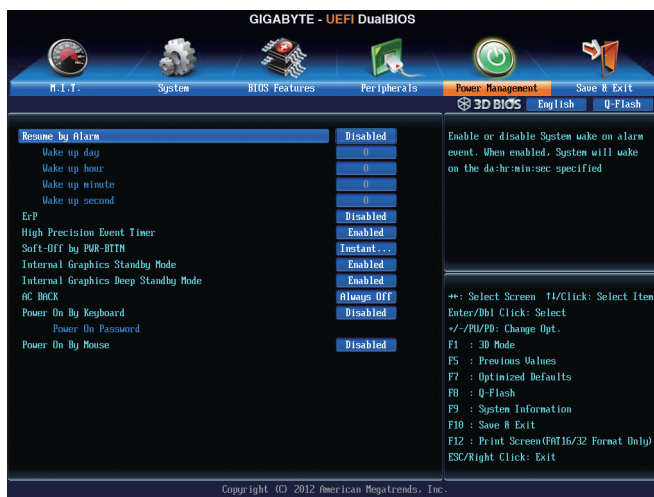 GIGABYTE - UEFI DualBIOS
M.I.T. System BIOS Features Peripherals Power Management Save & Exit
3D BIOS English Q-Flash
Resume by Alarm Disabled
Wake up day 0
Wake up hour 0
Wake up minute 0
Wake up second 0
ErP Disabled
High Precision Event Timer Enabled
Soft-Off by PWR-BTTN Instant...
Internal Graphics Standby Mode Enabled
Internal Graphics Deep Standby Mode Enabled
AC BACK Always Off
Power On By Keyboard Disabled
Power On Password
Power On By Mouse Disabled
Enable or disable System wake on alarm
event. When enabled, System will wake
on the da:hr:min:sec specified
→←: Select Screen ↑↓/Click: Select Item
Enter/Dbl Click: Select
+/-/PU/PD: Change Opt.
F1 : 3D Mode
F5 : Previous Values
F7 : Optimized Defaults
F8 : Q-Flash
F9 : System Information
F10 : Save & Exit
F12 : Print Screen(FAT16/32 Format Only)
ESC/Right Click: Exit
Copyright (C) 2012 American Megatrends, Inc.